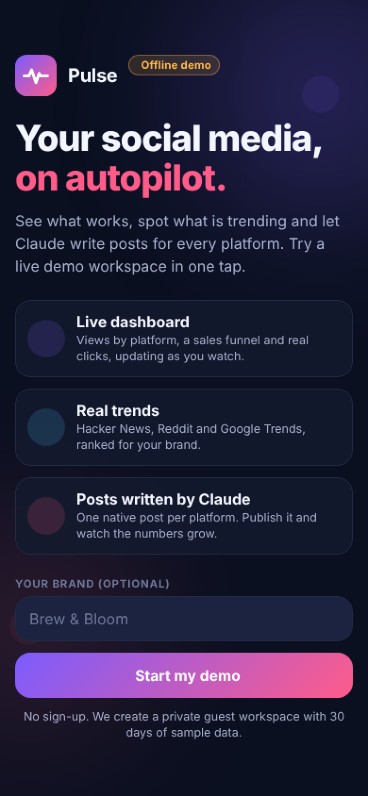 Pulse
Offline demo
Your social media,
on autopilot.
See what works, spot what is trending and let
Claude write posts for every platform. Try a
live demo workspace in one tap.
Live dashboard
Views by platform, a sales funnel and real
clicks, updating as you watch.
Real trends
Hacker News, Reddit and Google Trends,
ranked for your brand.
Posts written by Claude
One native post per platform. Publish it and
watch the numbers grow.
YOUR BRAND (OPTIONAL)
Brew & Bloom
Start my demo
No sign-up. We create a private guest workspace with 30
days of sample data.